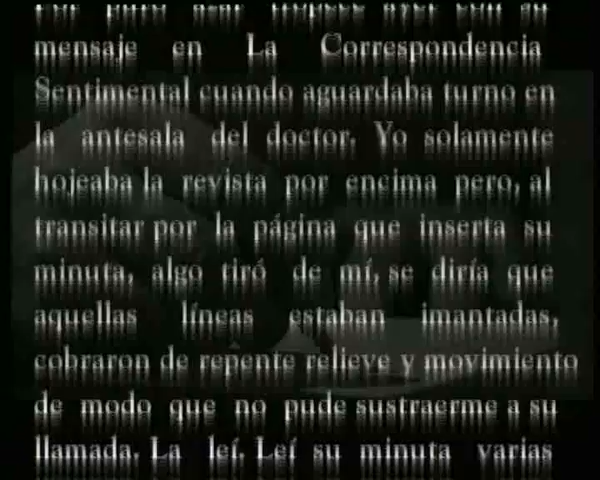 mensaje en La Correspondencia
Sentimental cuando aguardaba turno en
la antesala del doctor. Yo solamente
hojeaba la revista por encima pero, al
transitar por la página que inserta su
minuta, algo tiró de mí, se diría que
aquellas líneas estaban imantadas,
cobraron de repente relieve y movimiento
de modo que no pude sustraerme a su
llamada. La leí. Leí su minuta varias